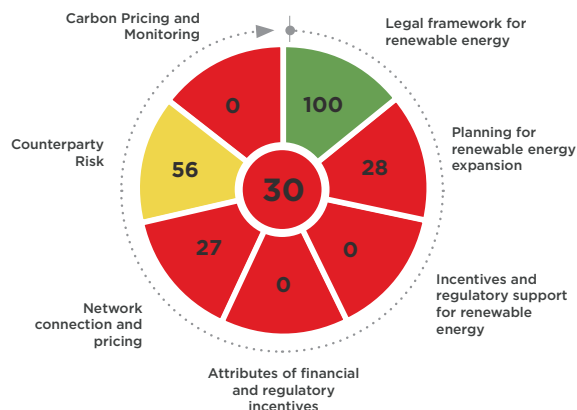 Carbon Pricing and
Monitoring
Legal framework for
renewable energy
0
100
Counterparty
Risk
56
30
28
Planning for
renewable energy
expansion
27
0
0
Network
connection and
pricing
Incentives and
regulatory support
for renewable
energy
Attributes of financial
and regulatory
incentives